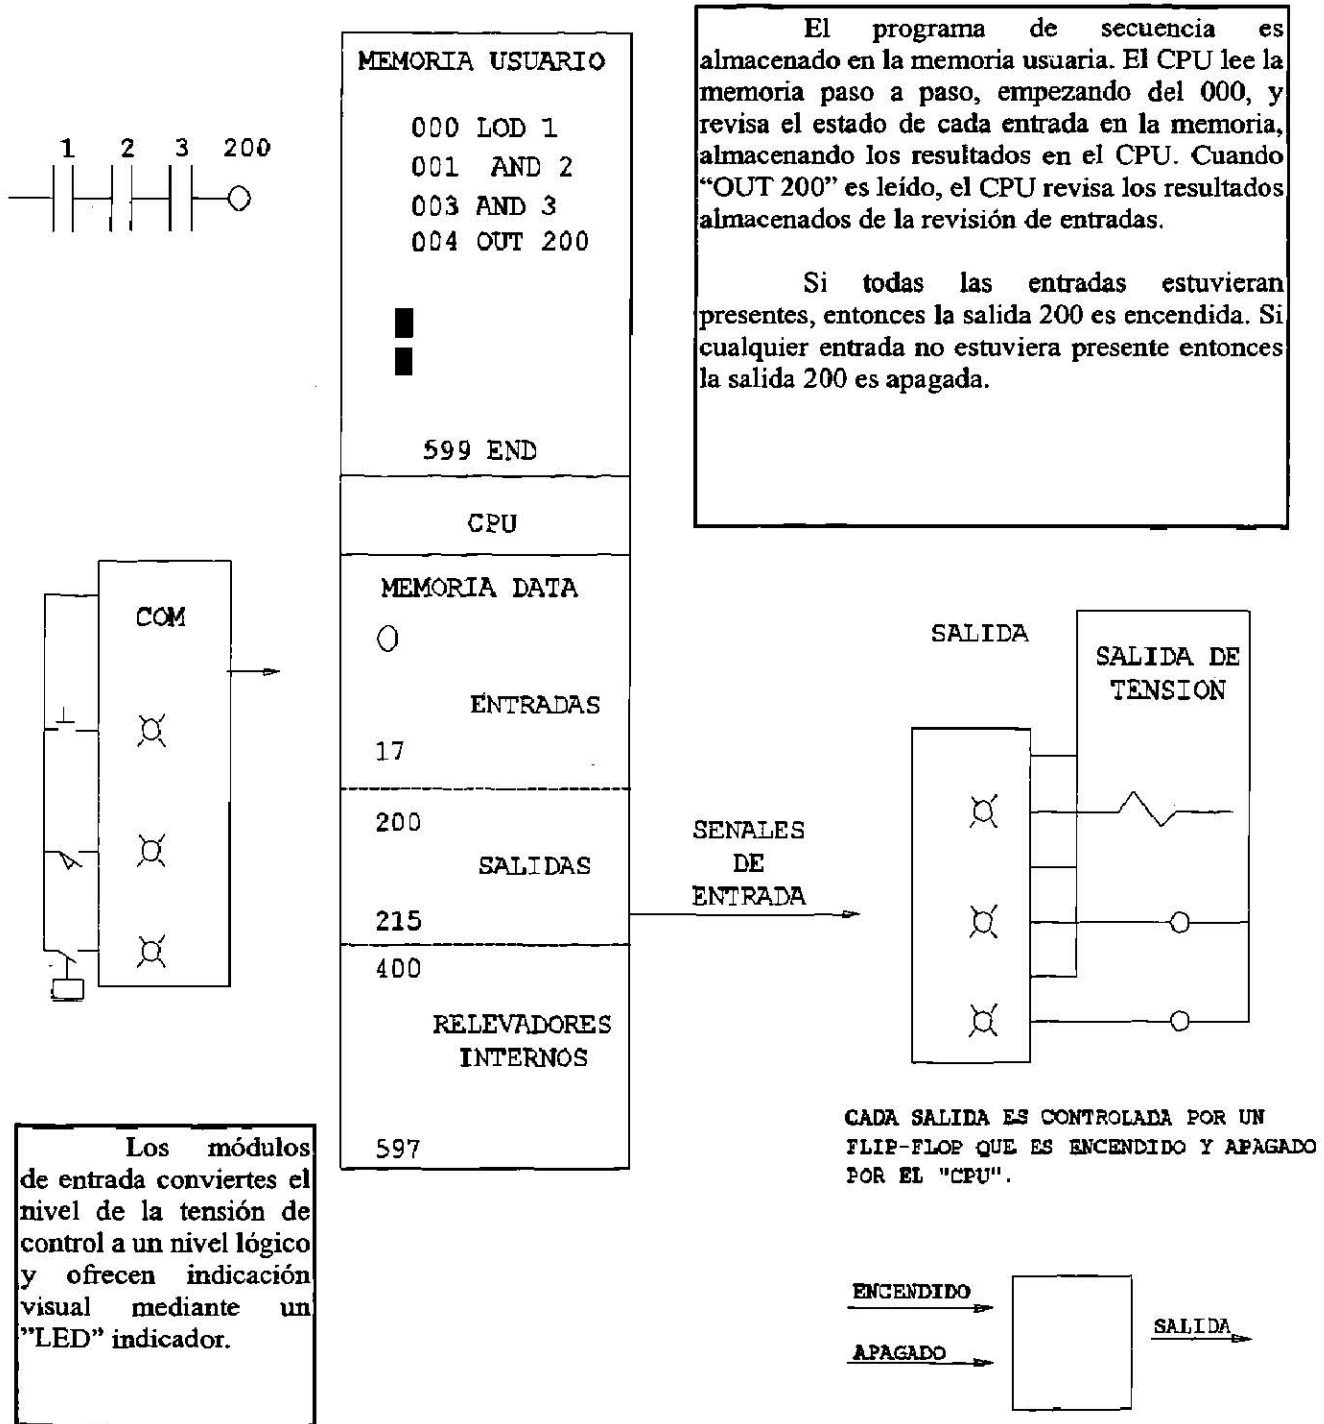 El programa de secuencia es
almacenado en la memoria usuaria. El CPU lee la
memoria paso a paso, empezando del 000, y
revisa el estado de cada entrada en la memoria,
almacenando los resultados en el CPU. Cuando
“OUT 200” es leído, el CPU revisa los resultados
almacenados de la revisión de entradas.
Si todas las entradas estuvieran
presentes, entonces la salida 200 es encendida. Si
cualquier entrada no estuviera presente entonces
la salida 200 es apagada.
1 2 3 200
MEMORIA USUARIO
000 LOD 1
001 AND 2
003 AND 3
004 OUT 200
599 END
CPU
MEMORIA DATA
0
ENTRADAS
17
200
SALIDAS
215
400
RELEVADORES
INTERNOS
597
COM
SENALES
DE
ENTRADA
SALIDA
SALIDA DE
TENSION
CADA SALIDA ES CONTROLADA POR UN
FLIP-FLOP QUE ES ENCENDIDO Y APAGADO
POR EL "CPU".
Los módulos
de entrada conviertes el
nivel de la tensión de
control a un nivel lógico
y ofrecen indicación
visual mediante un
”LED” indicador.
ENCENDIDO
APAGADO
SALIDA